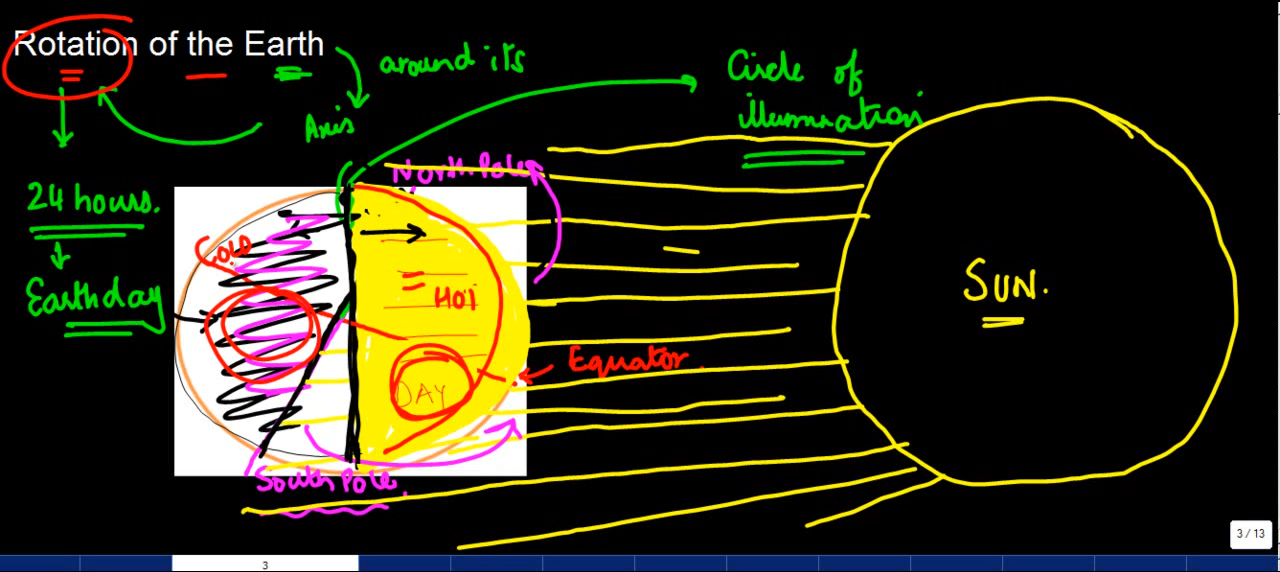 Rotation of the Earth
around its
Axis
Circle of
illumination
24 hours.
Earthday
North Pole
COLD
HOT
SUN.
Equator.
DAY
South Pole.
3 / 13
3